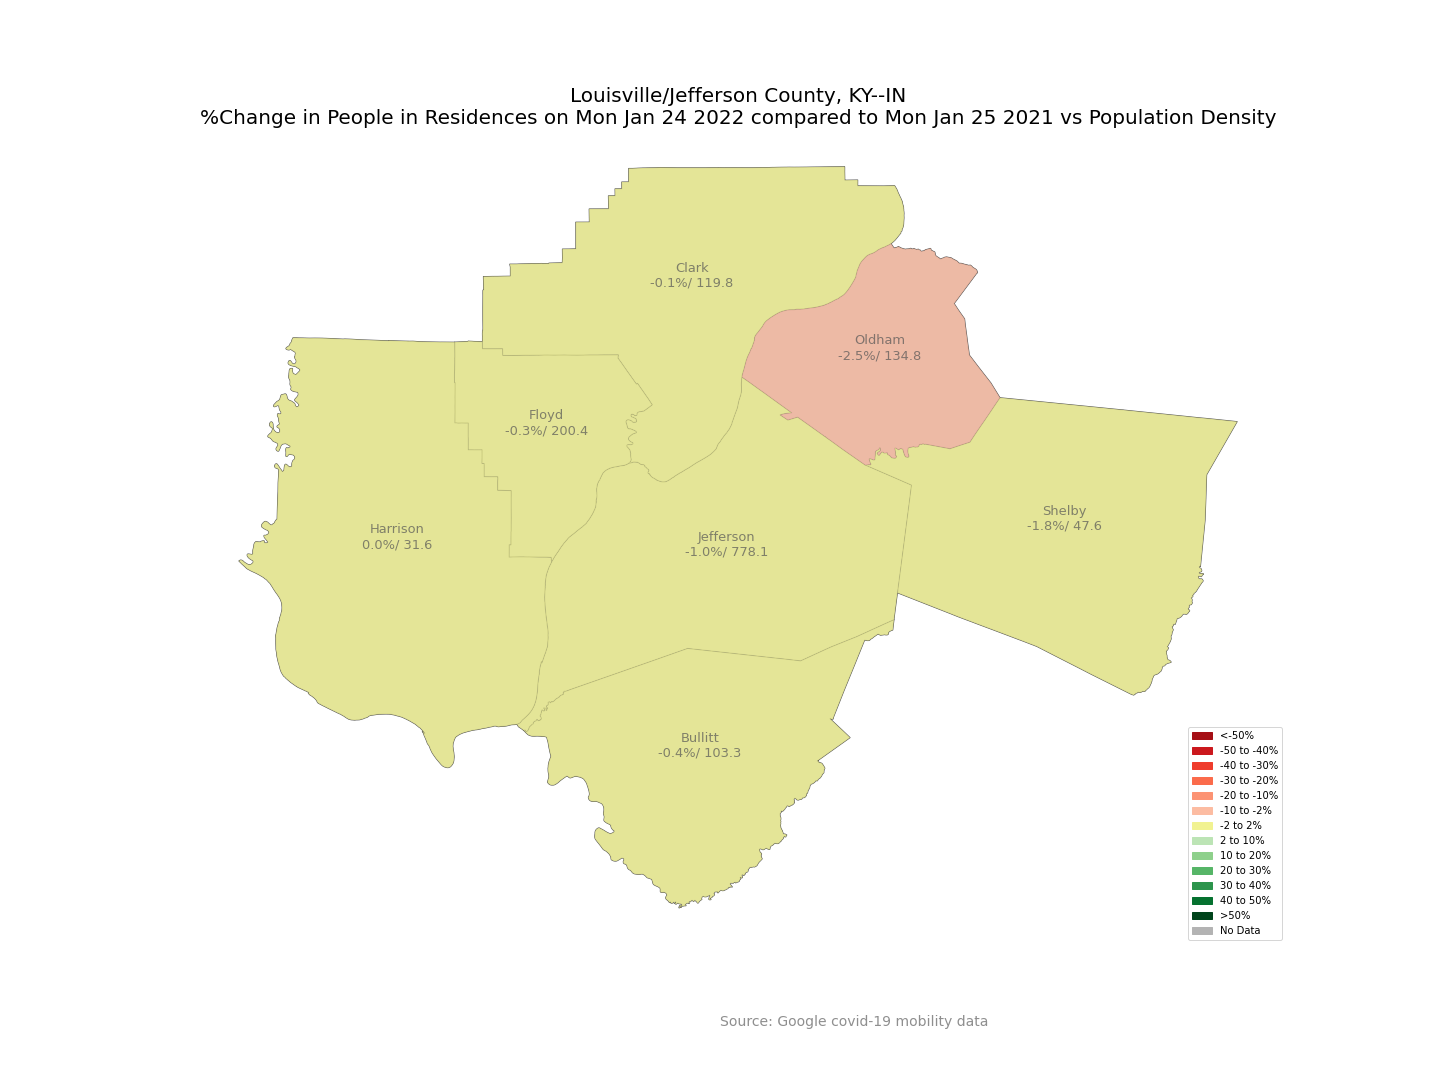 Louisville/Jefferson County, KY--IN
%Change in People in Residences on Mon Jan 24 2022 compared to Mon Jan 25 2021 vs Population Density
Clark
-0.1%/ 119.8
Oldham
-2.5%/ 134.8
Floyd
-0.3%/ 200.4
Shelby
-1.8%/ 47.6
Harrison
0.0%/ 31.6
Jefferson
-1.0%/ 778.1
Bullitt
-0.4%/ 103.3
<-50%
-50 to -40%
-40 to -30%
-30 to -20%
-20 to -10%
-10 to -2%
-2 to 2%
2 to 10%
10 to 20%
20 to 30%
30 to 40%
40 to 50%
>50%
No Data
Source: Google covid-19 mobility data